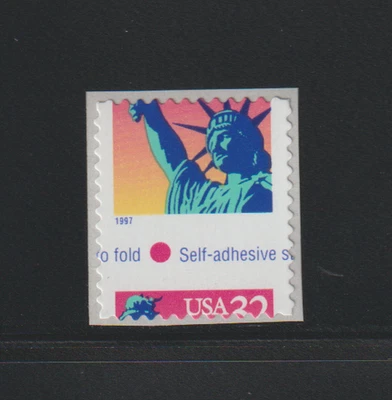 1997
o fold ● Self-adhesive s
USA32